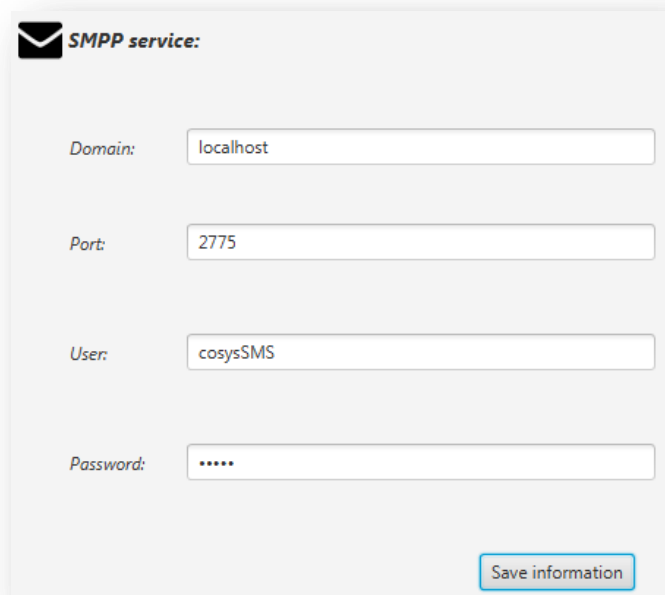 SMPP service:
Domain: localhost
Port: 2775
User: cosysSMS
Password: •••••
Save information